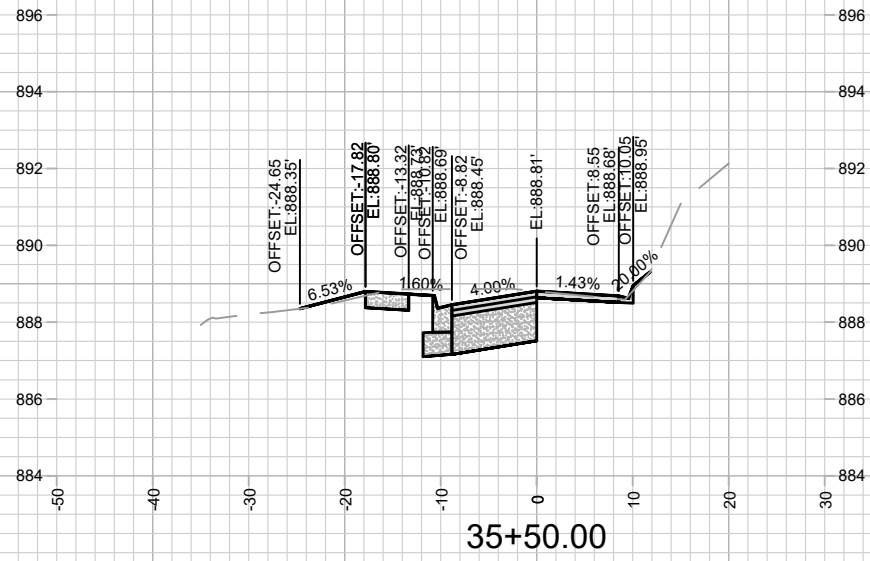 896
896
894
894
892
892
890
890
888
888
886
886
884
884
OFFSET:-24.65
EL:888.35'
OFFSET:-17.82
EL:888.80'
OFFSET:-13.32
EL:888.73'
OFFSET:-10.82
EL:888.69'
OFFSET:-8.82
EL:888.45'
EL:888.81'
OFFSET:8.55
EL:888.68'
OFFSET:10.05
EL:888.95'
6.53%
1.60%
4.00%
1.43%
20.00%
-50
-40
-30
-20
-10
0
10
20
30
35+50.00